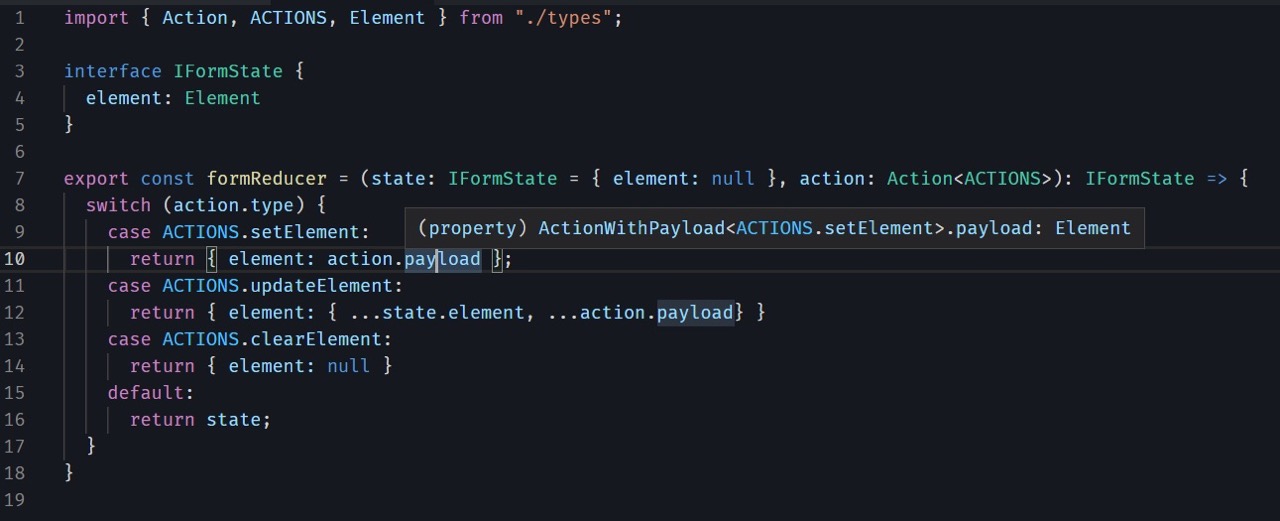 1 import { Action, ACTIONS, Element } from "./types";
2
3 interface IFormState {
4 element: Element
5 }
6
7 export const formReducer = (state: IFormState = { element: null }, action: Action<ACTIONS>): IFormState => {
8 switch (action.type) {
9 case ACTIONS.setElement:
(property) ActionWithPayload<ACTIONS.setElement>.payload: Element
10 return { element: action.payload };
11 case ACTIONS.updateElement:
12 return { element: { ...state.element, ...action.payload} }
13 case ACTIONS.clearElement:
14 return { element: null }
15 default:
16 return state;
17 }
18 }
19